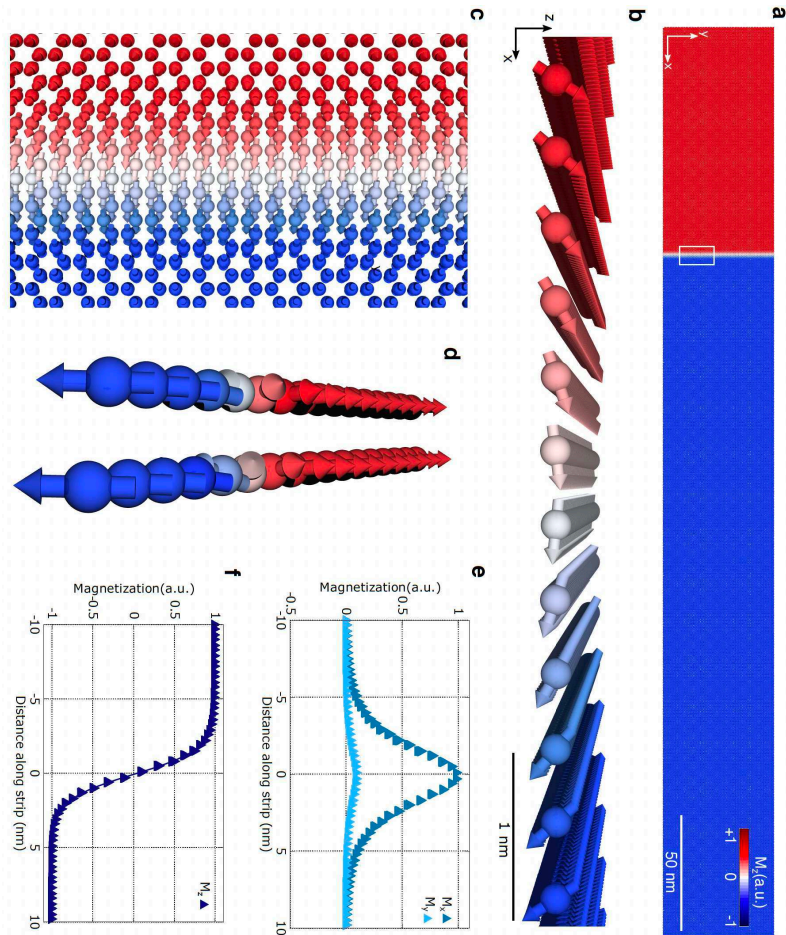 a
M_z(a.u.)
+1 0 -1
50 nm
y
x
b
z
x
1 nm
c
d
e
Magnetization(a.u.)
1
0.5
0
-0.5
M_x
M_y
-10 -5 0 5 10
Distance along strip (nm)
f
Magnetization(a.u.)
1
0.5
0
-0.5
-1
M_z
-10 -5 0 5 10
Distance along strip (nm)